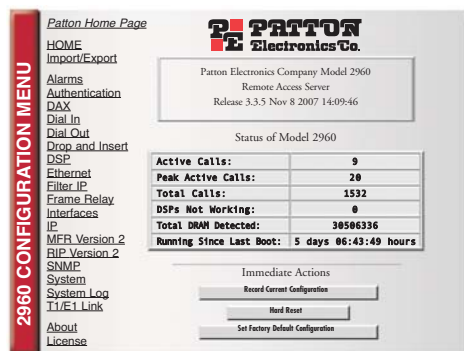 2960 CONFIGURATION MENU
Patton Home Page
HOME
Import/Export
Alarms
Authentication
DAX
Dial In
Dial Out
Drop and Insert
DSP
Ethernet
Filter IP
Frame Relay
Interfaces
IP
MFR Version 2
RIP Version 2
SNMP
System
System Log
T1/E1 Link
About
License
PE PATTON
Electronics Co.
Patton Electronics Company Model 2960
Remote Access Server
Release 3.3.5 Nov 8 2007 14:09:46
Status of Model 2960
Active Calls: 9
Peak Active Calls: 20
Total Calls: 1532
DSPs Not Working: 0
Total DRAM Detected: 30506336
Running Since Last Boot: 5 days 06:43:49 hours
Immediate Actions
Record Current Configuration
Hard Reset
Set Factory Default Configuration